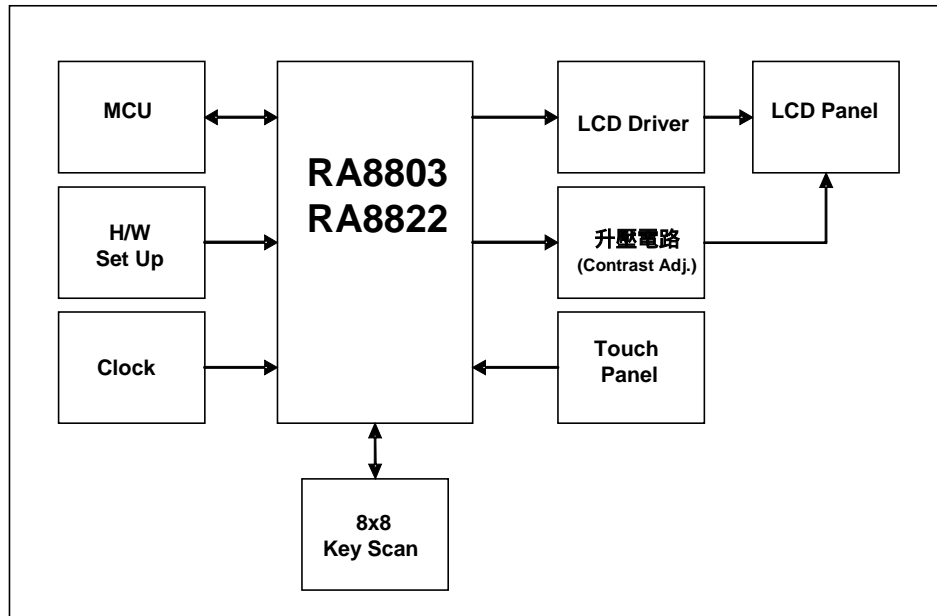 MCU
H/W
Set Up
Clock
RA8803
RA8822
8x8
Key Scan
LCD Driver
升壓電路
(Contrast Adj.)
Touch
Panel
LCD Panel